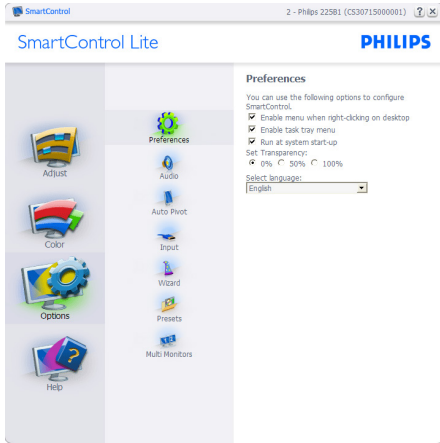 SmartControl
2 - Philips 225B1 (CS30715000001)
SmartControl Lite
PHILIPS
Adjust
Color
Options
Help
Preferences
Audio
Auto Pivot
Input
Wizard
Presets
Multi Monitors
Preferences
You can use the following options to configure
SmartControl.
Enable menu when right-clicking on desktop
Enable task tray menu
Run at system start-up
Set Transparency:
0% 50% 100%
Select language:
English